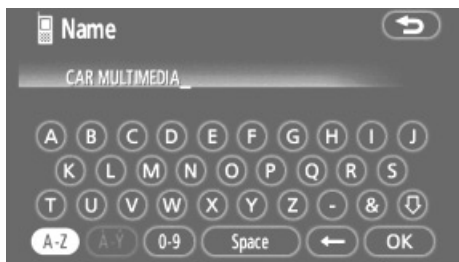 Name
CAR MULTIMEDIA_
A B C D E F G H I J
K L M N O P Q R S
T U V W X Y Z - &
A-Z À-Ý 0-9 Space ← OK